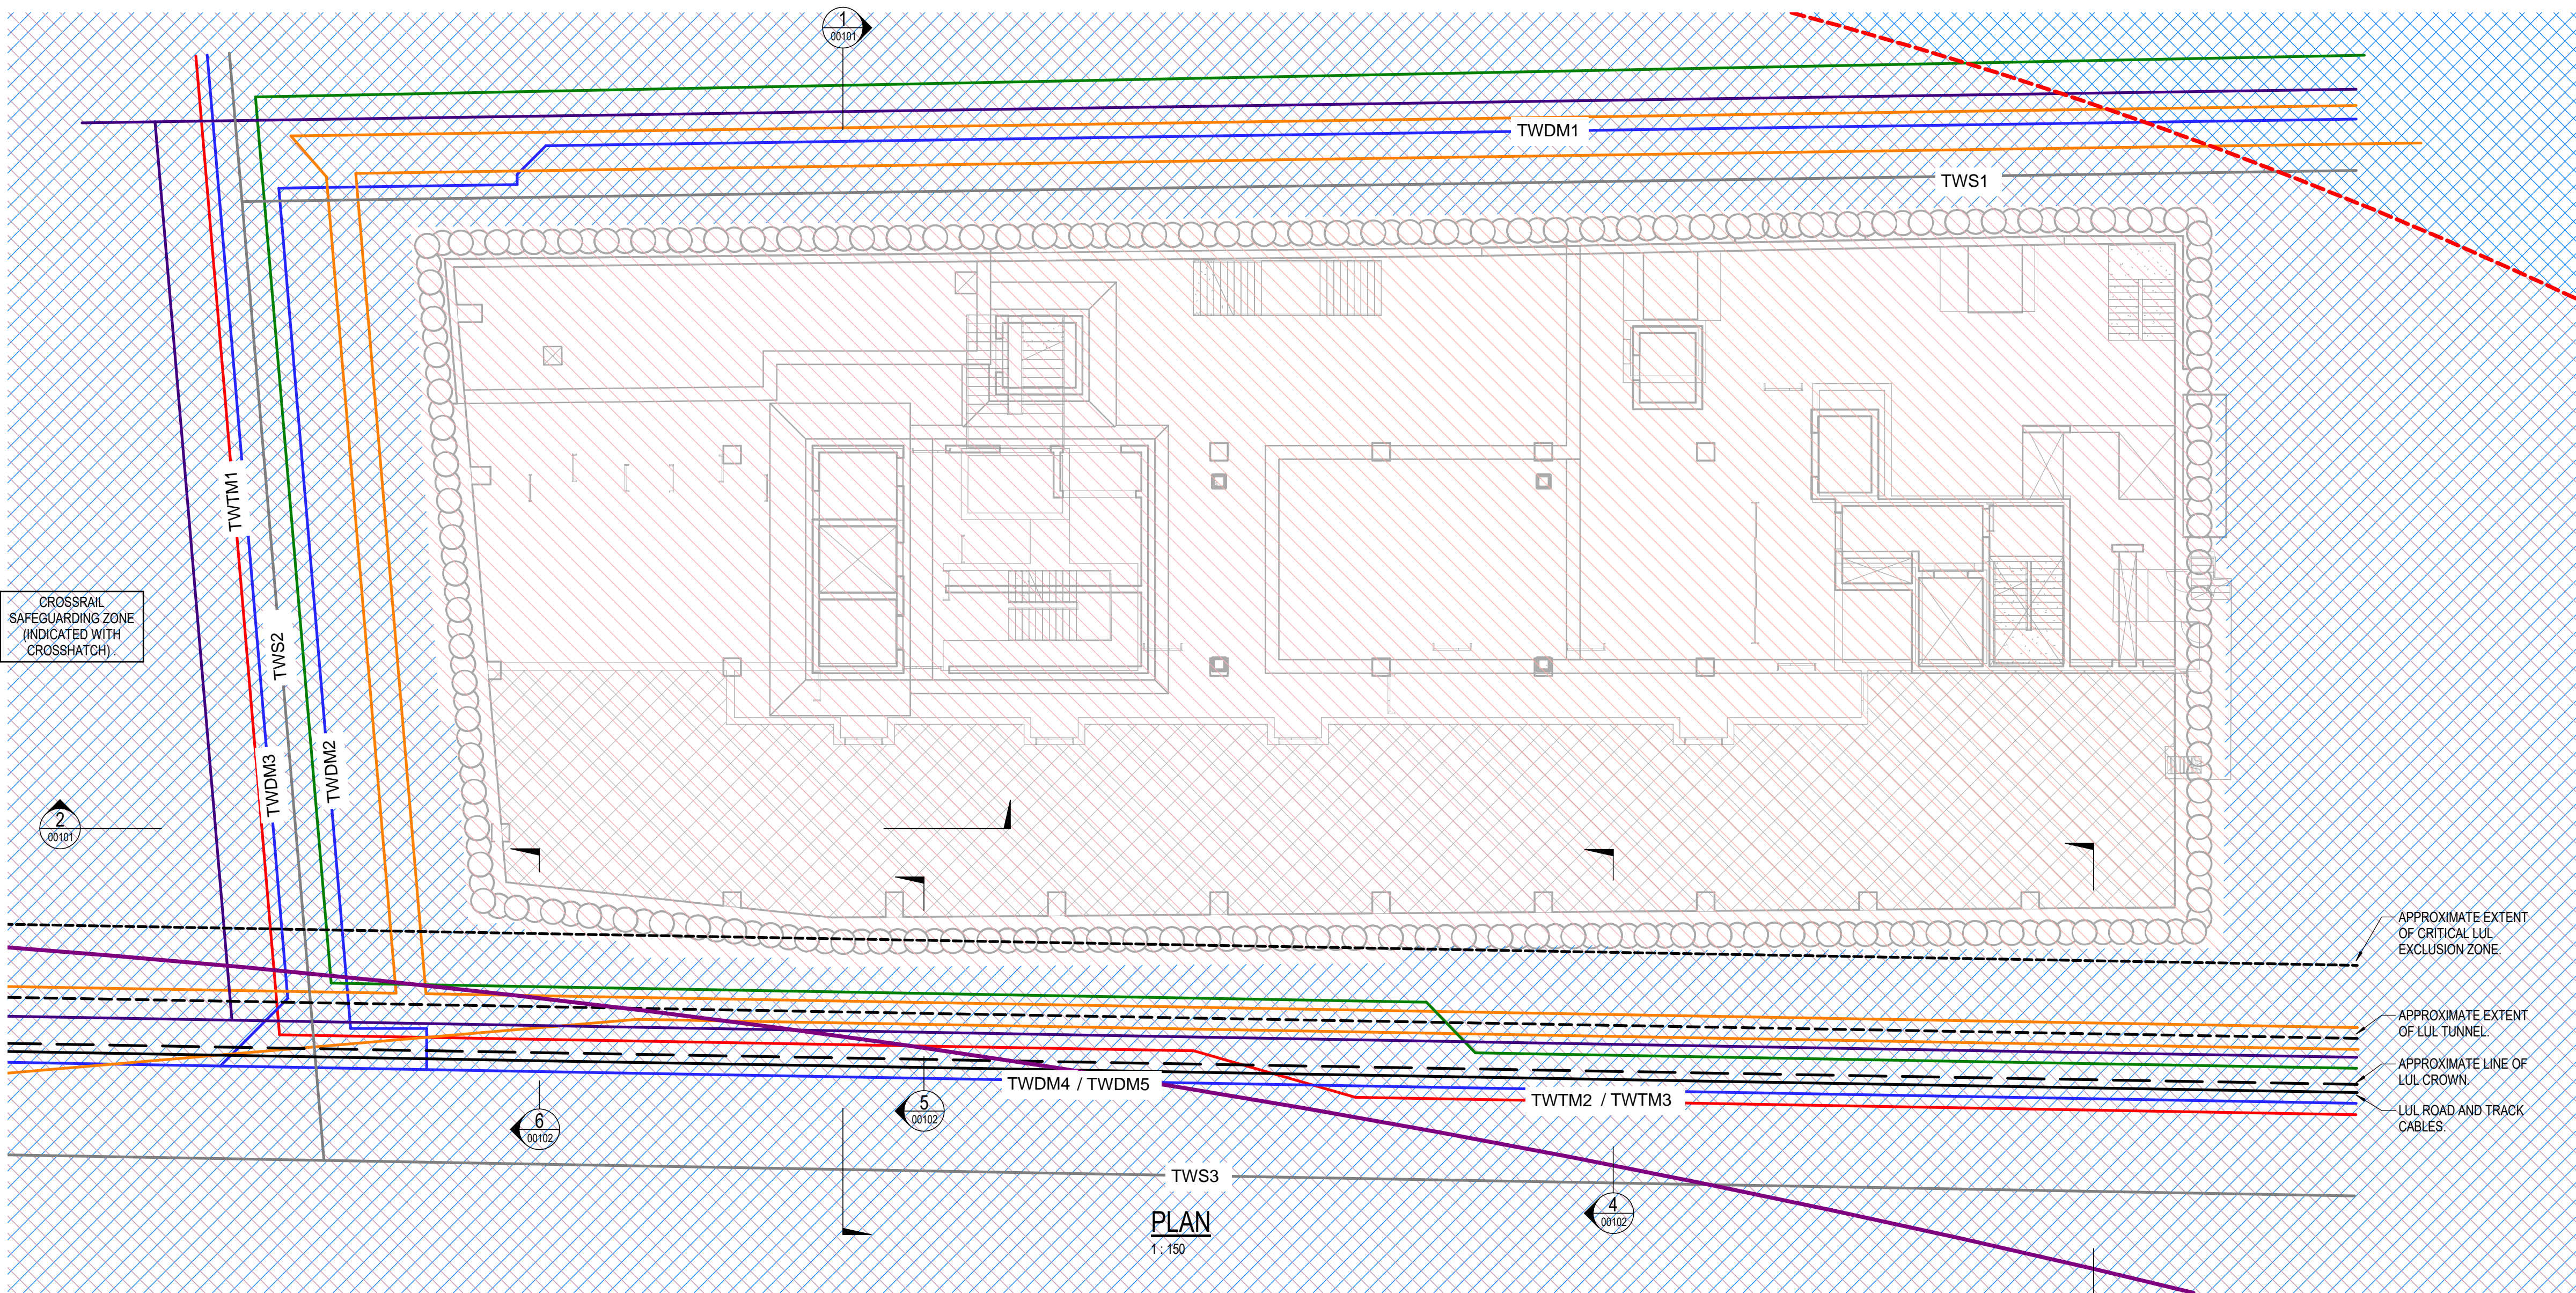 1
00101
TWDM1
TWS1
TWTM1
CROSSRAIL
SAFEGUARDING ZONE
(INDICATED WITH
CROSSHATCH) .
TWS2
TWDM3
TWDM2
2
00101
APPROXIMATE EXTENT
OF CRITICAL LUL
EXCLUSION ZONE.
APPROXIMATE EXTENT
OF LUL TUNNEL.
APPROXIMATE LINE OF
LUL CROWN.
LUL ROAD AND TRACK
CABLES.
TWDM4 / TWDM5
TWTM2 / TWTM3
5
00102
6
00102
TWS3
4
00102
PLAN
1 : 150